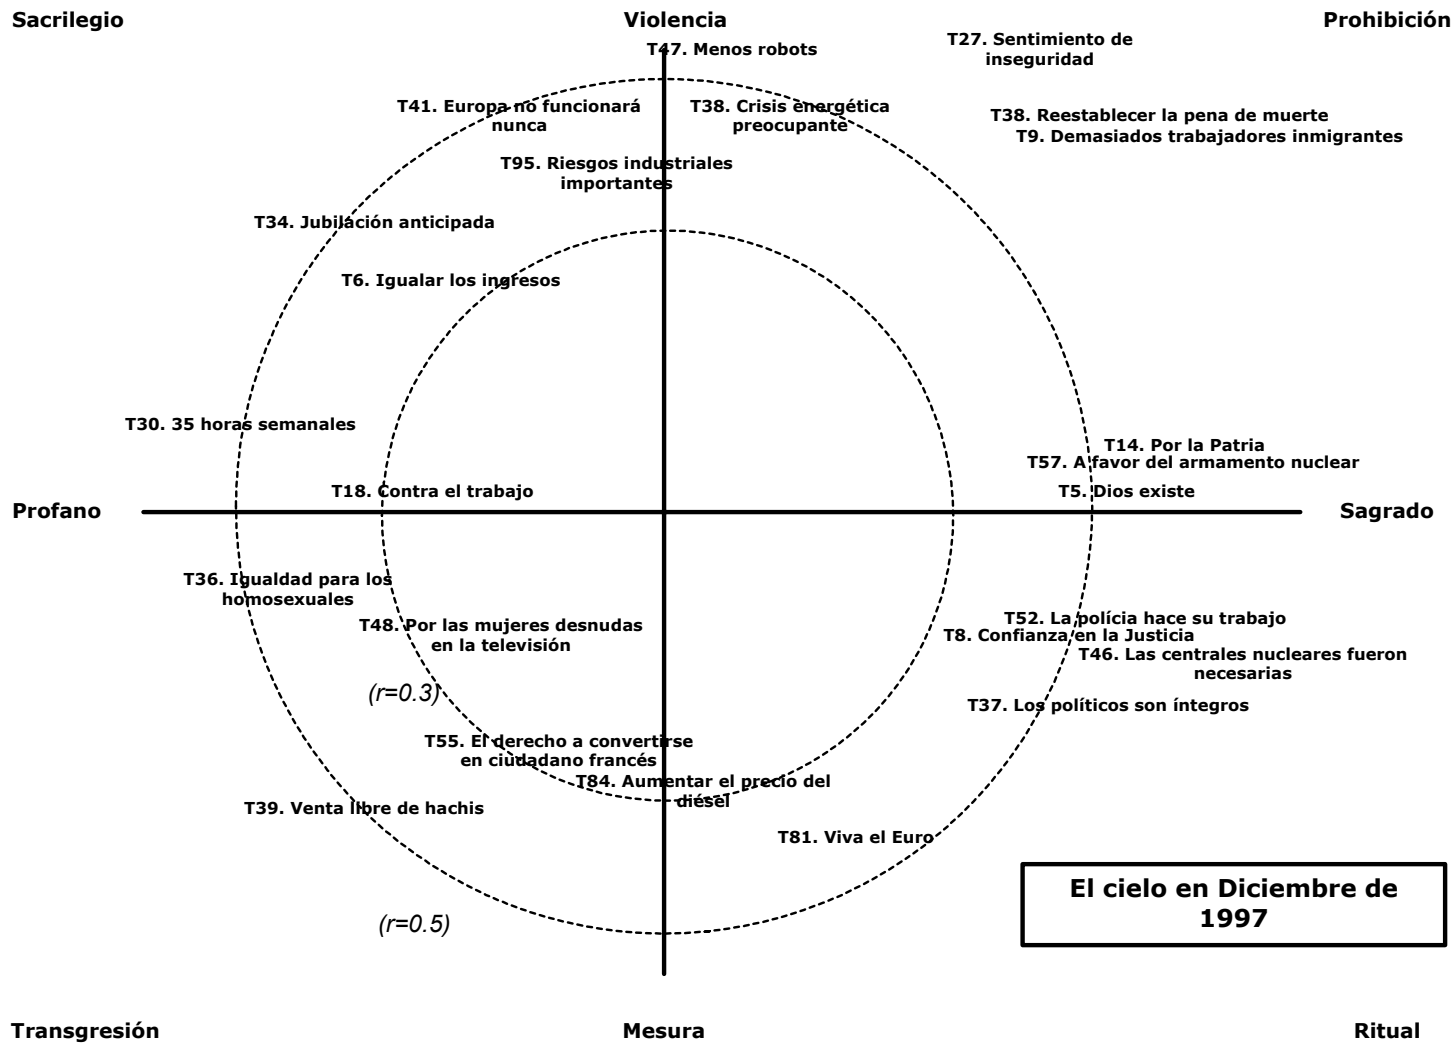 Sacrilegio
Violencia
Prohibición
T47. Menos robots
T27. Sentimiento de
inseguridad
T41. Europa no funcionará
nunca
T38. Crisis energética
preocupante
T38. Reestablecer la pena de muerte
T9. Demasiados trabajadores inmigrantes
T95. Riesgos industriales
importantes
T34. Jubilación anticipada
T6. Igualar los ingresos
T30. 35 horas semanales
T14. Por la Patria
T57. A favor del armamento nuclear
T18. Contra el trabajo
T5. Dios existe
Profano
Sagrado
T36. Igualdad para los
homosexuales
T48. Por las mujeres desnudas
en la televisión
T52. La polícia hace su trabajo
T8. Confianza en la Justicia
T46. Las centrales nucleares fueron
necesarias
(r=0.3)
T37. Los políticos son íntegros
T55. El derecho a convertirse
en ciudadano francés
T84. Aumentar el precio del
diésel
T39. Venta libre de hachis
T81. Viva el Euro
El cielo en Diciembre de
1997
(r=0.5)
Transgresión
Mesura
Ritual